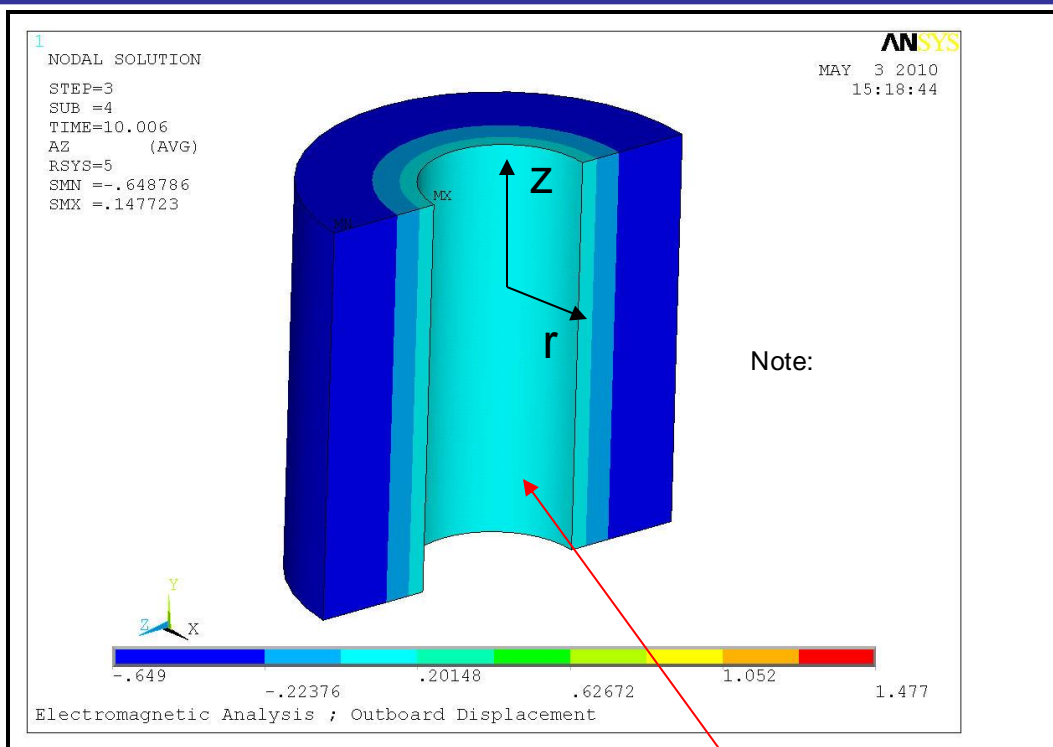 1
NODAL SOLUTION
STEP=3
SUB =4
TIME=10.006
AZ (AVG)
RSYS=5
SMN =-.648786
SMX =.147723
ANSYS
MAY 3 2010
15:18:44
MX
MN
z
r
Note:
Y
Z
X
-.649
-.22376
.20148
.62672
1.052
1.477
Electromagnetic Analysis ; Outboard Displacement